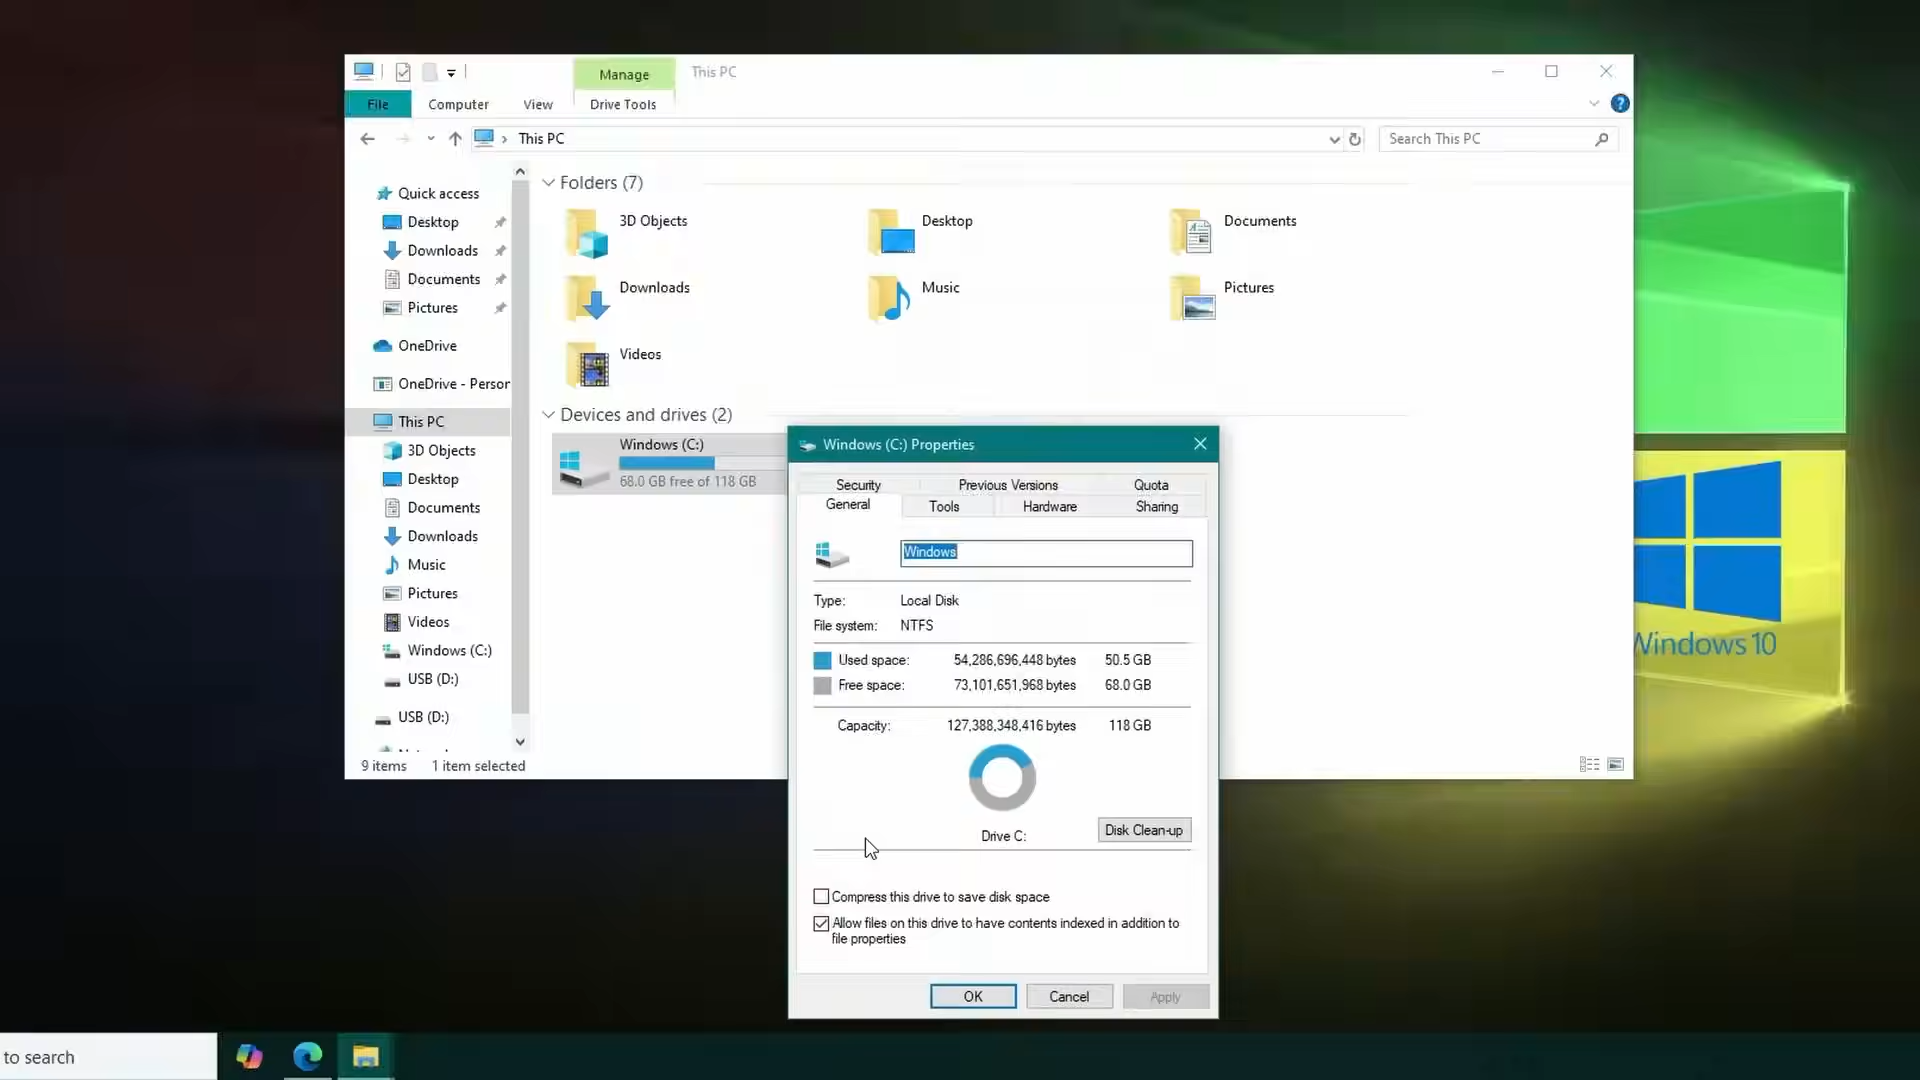 Manage
This PC
File
Computer
View
Drive Tools
This PC
Search This PC
Quick access
Desktop
Downloads
Documents
Pictures
OneDrive
OneDrive - Person
This PC
3D Objects
Desktop
Documents
Downloads
Music
Pictures
Videos
Windows (C:)
USB (D:)
USB (D:)
Folders (7)
3D Objects
Desktop
Documents
Downloads
Music
Pictures
Videos
Devices and drives (2)
Windows (C:)
68.0 GB free of 118 GB
9 items 1 item selected
Windows (C:) Properties
Security Previous Versions Quota
General Tools Hardware Sharing
Windows
Type: Local Disk
File system: NTFS
Used space: 54,286,696,448 bytes 50.5 GB
Free space: 73,101,651,968 bytes 68.0 GB
Capacity: 127,388,348,416 bytes 118 GB
Drive C:
Disk Clean-up
Compress this drive to save disk space
Allow files on this drive to have contents indexed in addition to
file properties
OK Cancel Apply
Windows 10
to search